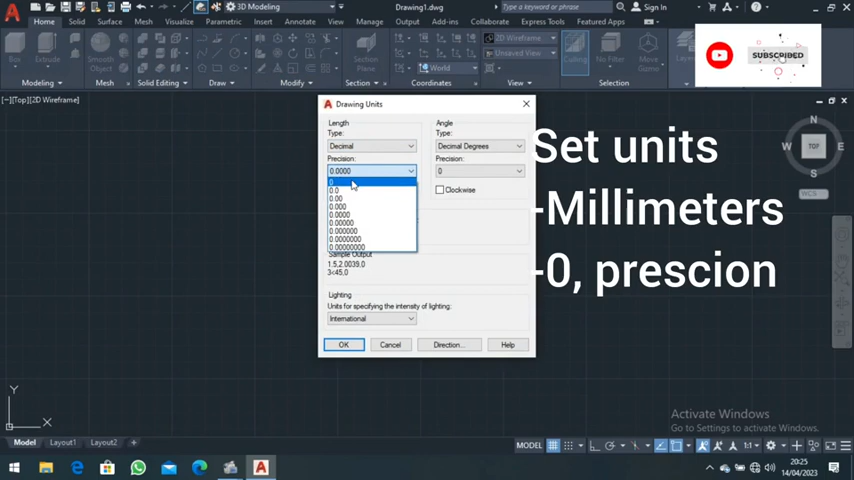 Drawing1.dwg
3D Modeling
Type a keyword or phrase
Sign In
Home Solid Surface Mesh Visualize Parametric Insert Annotate View Manage Output Add-ins Collaborate Express Tools Featured Apps
Box Extrude Smooth Object Section Plane 2D Wireframe Unsaved View World Culling No Filter Move Gizmo
Modeling Mesh Solid Editing Draw Modify Section Coordinates View Selection
SUBSCRIBED
[−][TOP][2D Wireframe]
Drawing Units
Length
Type:
Decimal
Precision:
0.0000
0
0.0
0.00
0.000
0.0000
0.00000
0.000000
0.0000000
0.00000000
Angle
Type:
Decimal Degrees
Precision:
0
Clockwise
Sample Output
1.5,2.0039,0
3<45,0
Lighting
Units for specifying the intensity of lighting:
International
OK Cancel Direction... Help
Set units
-Millimeters
-0, prescion
N
W TOP E
S
WCS
Y
X
Activate Windows
Go to Settings to activate Windows.
Model Layout1 Layout2 +
MODEL 1:1
20:25
14/04/2023